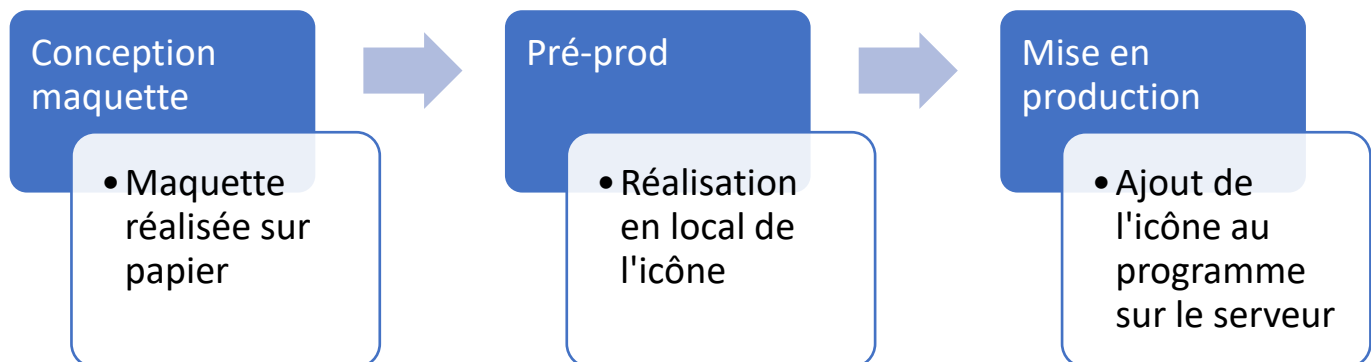 Conception
maquette
• Maquette
réalisée sur
papier
Pré-prod
• Réalisation
en local de
l'icône
Mise en
production
• Ajout de
l'icône au
programme
sur le serveur